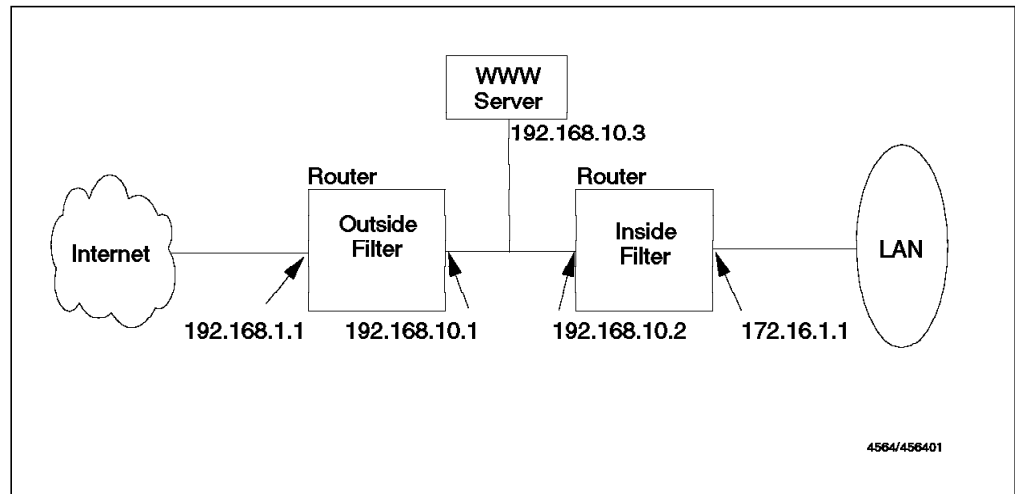 WWW
Server
192.168.10.3
Router
Router
Outside
Filter
Inside
Filter
Internet
LAN
192.168.1.1
192.168.10.1
192.168.10.2
172.16.1.1
4564/456401